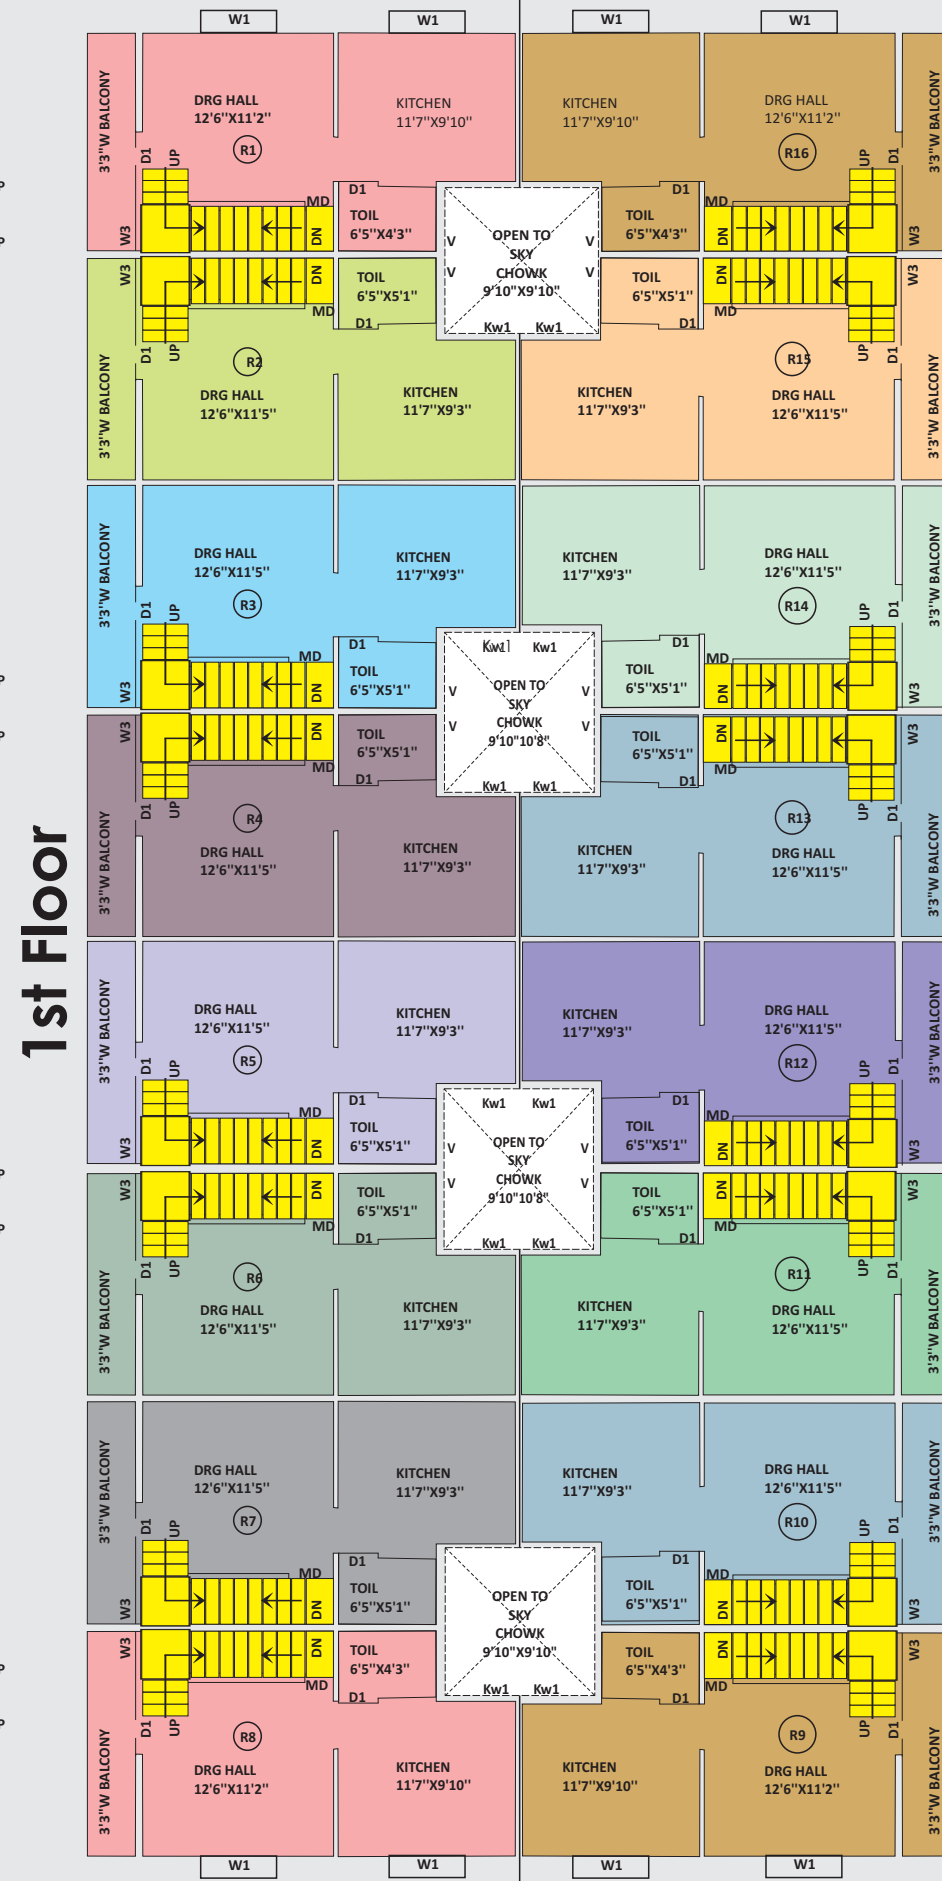 1st Floor
W1
W1
W1
W1
3'3"W BALCONY
DRG HALL
12'6"X11'2"
R1
KITCHEN
11'7"X9'10"
D1
UP
W3
MD
DN
D1
TOIL
6'5"X4'3"
KITCHEN
11'7"X9'10"
DRG HALL
12'6"X11'2"
R16
3'3"W BALCONY
D1
TOIL
6'5"X4'3"
MD
DN
UP
D1
W3
OPEN TO
SKY
CHOWK
9'10"X9'10"
V
V
V
V
Kw1
Kw1
W3
DN
MD
TOIL
6'5"X5'1"
D1
D1
UP
R2
DRG HALL
12'6"X11'5"
KITCHEN
11'7"X9'3"
3'3"W BALCONY
TOIL
6'5"X5'1"
D1
DN
MD
W3
UP
D1
R15
KITCHEN
11'7"X9'3"
DRG HALL
12'6"X11'5"
3'3"W BALCONY
3'3"W BALCONY
DRG HALL
12'6"X11'5"
R3
KITCHEN
11'7"X9'3"
D1
UP
W3
MD
DN
D1
TOIL
6'5"X5'1"
KITCHEN
11'7"X9'3"
DRG HALL
12'6"X11'5"
R14
3'3"W BALCONY
D1
TOIL
6'5"X5'1"
MD
DN
UP
D1
W3
Kw1
Kw1
OPEN TO
SKY
CHOWK
9'10"10'8"
V
V
V
V
Kw1
Kw1
W3
DN
MD
TOIL
6'5"X5'1"
D1
D1
UP
R4
DRG HALL
12'6"X11'5"
KITCHEN
11'7"X9'3"
3'3"W BALCONY
TOIL
6'5"X5'1"
D1
DN
MD
W3
UP
D1
R13
KITCHEN
11'7"X9'3"
DRG HALL
12'6"X11'5"
3'3"W BALCONY
3'3"W BALCONY
DRG HALL
12'6"X11'5"
R5
KITCHEN
11'7"X9'3"
D1
UP
W3
MD
DN
D1
TOIL
6'5"X5'1"
KITCHEN
11'7"X9'3"
DRG HALL
12'6"X11'5"
R12
3'3"W BALCONY
D1
TOIL
6'5"X5'1"
MD
DN
UP
D1
W3
Kw1
Kw1
OPEN TO
SKY
CHOWK
9'10"10'8"
V
V
V
V
Kw1
Kw1
W3
DN
MD
TOIL
6'5"X5'1"
D1
D1
UP
R6
DRG HALL
12'6"X11'5"
KITCHEN
11'7"X9'3"
3'3"W BALCONY
TOIL
6'5"X5'1"
D1
DN
MD
W3
UP
D1
R11
KITCHEN
11'7"X9'3"
DRG HALL
12'6"X11'5"
3'3"W BALCONY
3'3"W BALCONY
DRG HALL
12'6"X11'5"
R7
KITCHEN
11'7"X9'3"
D1
UP
W3
MD
DN
D1
TOIL
6'5"X5'1"
KITCHEN
11'7"X9'3"
DRG HALL
12'6"X11'5"
R10
3'3"W BALCONY
D1
TOIL
6'5"X5'1"
MD
DN
UP
D1
W3
OPEN TO
SKY
CHOWK
9'10"X9'10"
Kw1
Kw1
W3
DN
MD
TOIL
6'5"X4'3"
D1
D1
UP
R8
DRG HALL
12'6"X11'2"
KITCHEN
11'7"X9'10"
3'3"W BALCONY
TOIL
6'5"X4'3"
D1
DN
MD
W3
UP
D1
R9
KITCHEN
11'7"X9'10"
DRG HALL
12'6"X11'2"
3'3"W BALCONY
W1
W1
W1
W1